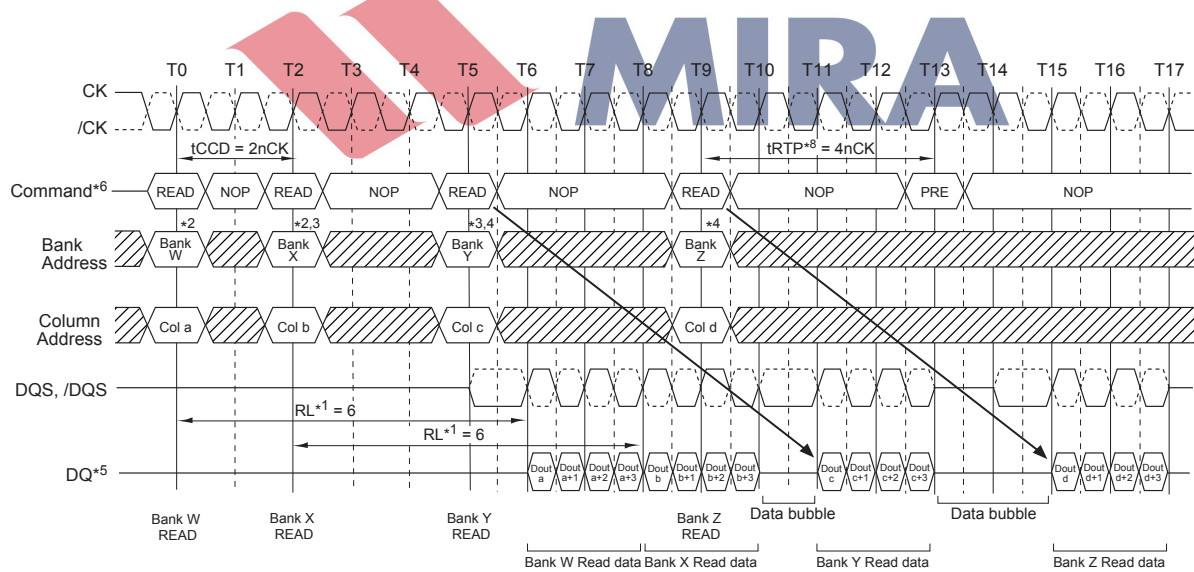 MIRA
T0 T1 T2 T3 T4 T5 T6 T7 T8 T9 T10 T11 T12 T13 T14 T15 T16 T17
CK
/CK
tCCD = 2nCK
tRTP*8 = 4nCK
Command*6
READ NOP READ NOP READ NOP READ NOP PRE NOP
*2 *2,3 *3,4 *4
Bank Address
Bank W
Bank X
Bank Y
Bank Z
Column Address
Col a Col b Col c Col d
DQS, /DQS
RL*1 = 6
RL*1 = 6
DQ*5
Dout a
Dout a+1
Dout a+2
Dout a+3
Dout b
Dout b+1
Dout b+2
Dout b+3
Dout c
Dout c+1
Dout c+2
Dout c+3
Dout d
Dout d+1
Dout d+2
Dout d+3
Bank W READ
Bank X READ
Bank Y READ
Bank Z READ
Data bubble
Data bubble
Bank W Read data
Bank X Read data
Bank Y Read data
Bank Z Read data